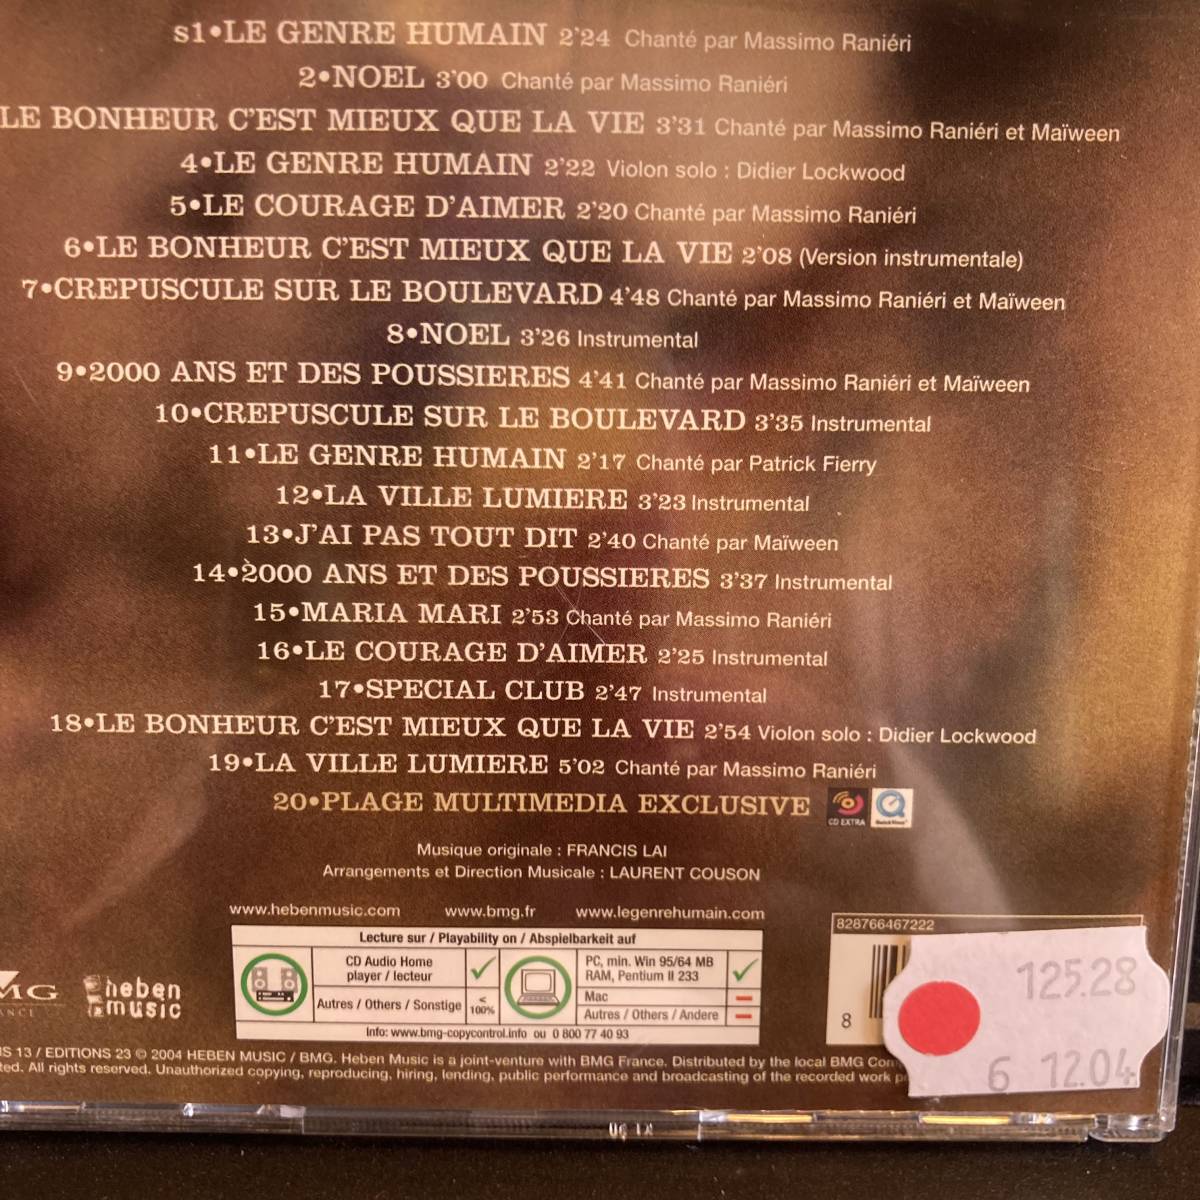 s1•LE GENRE HUMAIN 2'24 Chanté par Massimo Raniéri
2•NOEL 3'00 Chanté par Massimo Raniéri
LE BONHEUR C'EST MIEUX QUE LA VIE 3'31 Chanté par Massimo Raniéri et Maïween
4•LE GENRE HUMAIN 2'22 Violon solo : Didier Lockwood
5•LE COURAGE D'AIMER 2'20 Chanté par Massimo Raniéri
6•LE BONHEUR C'EST MIEUX QUE LA VIE 2'08 (Version instrumentale)
7•CREPUSCULE SUR LE BOULEVARD 4'48 Chanté par Massimo Raniéri et Maïween
8•NOEL 3'26 Instrumental
9•2000 ANS ET DES POUSSIERES 4'41 Chanté par Massimo Raniéri et Maïween
10•CREPUSCULE SUR LE BOULEVARD 3'35 Instrumental
11•LE GENRE HUMAIN 2'17 Chanté par Patrick Fierry
12•LA VILLE LUMIERE 3'23 Instrumental
13•J'AI PAS TOUT DIT 2'40 Chanté par Maïween
14•2000 ANS ET DES POUSSIERES 3'37 Instrumental
15•MARIA MARI 2'53 Chanté par Massimo Raniéri
16•LE COURAGE D'AIMER 2'25 Instrumental
17•SPECIAL CLUB 2'47 Instrumental
18•LE BONHEUR C'EST MIEUX QUE LA VIE 2'54 Violon solo : Didier Lockwood
19•LA VILLE LUMIERE 5'02 Chanté par Massimo Raniéri
20•PLAGE MULTIMEDIA EXCLUSIVE
CD EXTRA
Musique originale : FRANCIS LAI
Arrangements et Direction Musicale : LAURENT COUSON
www.hebenmusic.com www.bmg.fr www.legenrehumain.com
828766467222
Lecture sur / Playability on / Abspielbarkeit auf
CD Audio Home player / lecteur
Autres / Others / Sonstige
< 100%
PC, min. Win 95/64 MB RAM, Pentium II 233
Mac
Autres / Others / Andere
Info: www.bmg-copycontrol.info ou 0 800 77 40 93
MG
heben music
8
125.28
6 12.04
IS 13 / EDITIONS 23 © 2004 HEBEN MUSIC / BMG. Heben Music is a joint-venture with BMG France. Distributed by the local BMG
ted. All rights reserved. Unauthorized copying, reproducing, hiring, lending, public performance and broadcasting of the recorded work